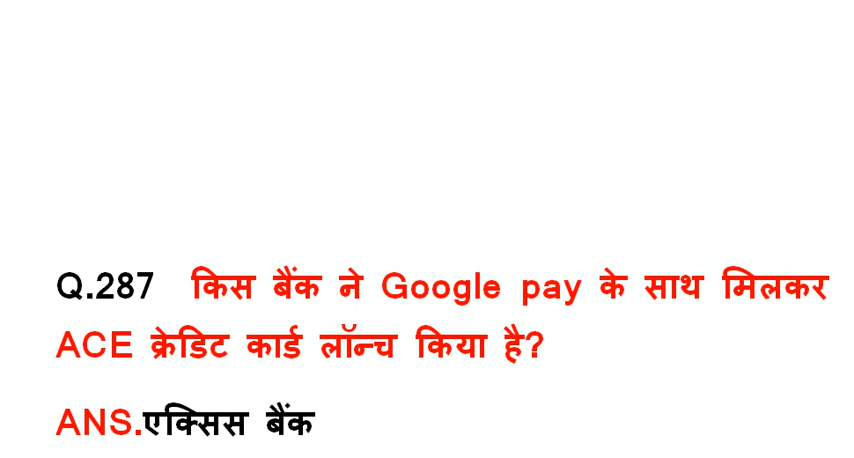 Q.287 किस बैंक ने Google pay के साथ मिलकर
ACE क्रेडिट कार्ड लॉन्च किया है?
ANS.एक्सिस बैंक